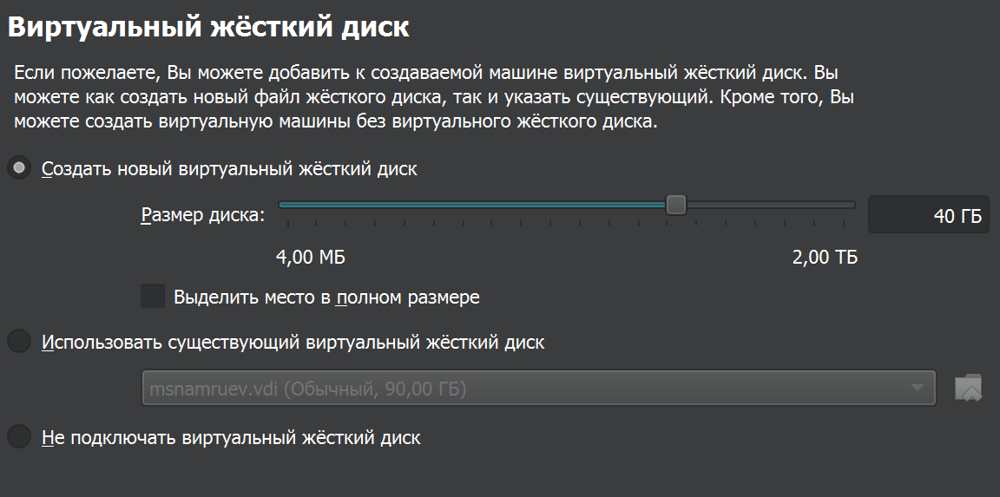 Виртуальный жёсткий диск
Если пожелаете, Вы можете добавить к создаваемой машине виртуальный жёсткий диск. Вы
можете как создать новый файл жёсткого диска, так и указать существующий. Кроме того, Вы
можете создать виртуальную машины без виртуального жёсткого диска.
Создать новый виртуальный жёсткий диск
Размер диска:
40 ГБ
4,00 МБ
2,00 ТБ
Выделить место в полном размере
Использовать существующий виртуальный жёсткий диск
msnamruev.vdi (Обычный, 90,00 ГБ)
Не подключать виртуальный жёсткий диск